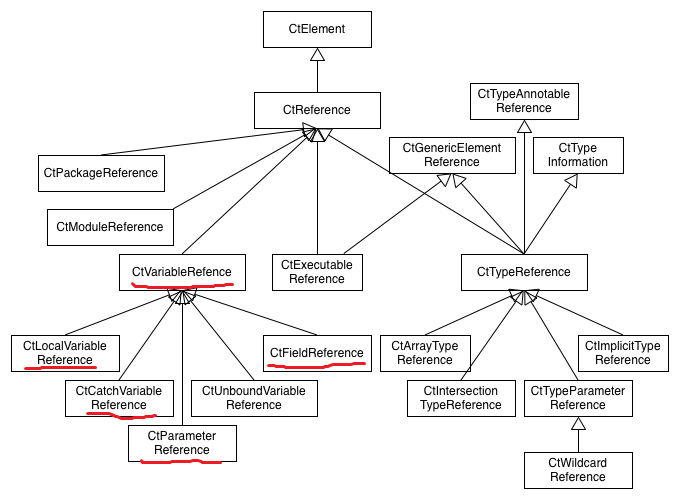 CtElement
CtReference
CtTypeAnnotable
Reference
CtGenericElement
Reference
CtType
Information
CtPackageReference
CtModuleReference
CtVariableRefence
CtExecutable
Reference
CtTypeReference
CtLocalVariable
Reference
CtFieldReference
CtArrayType
Reference
CtImplicitType
Reference
CtCatchVariable
Reference
CtUnboundVariable
Reference
CtIntersection
TypeReference
CtTypeParameter
Reference
CtParameter
Reference
CtWildcard
Reference